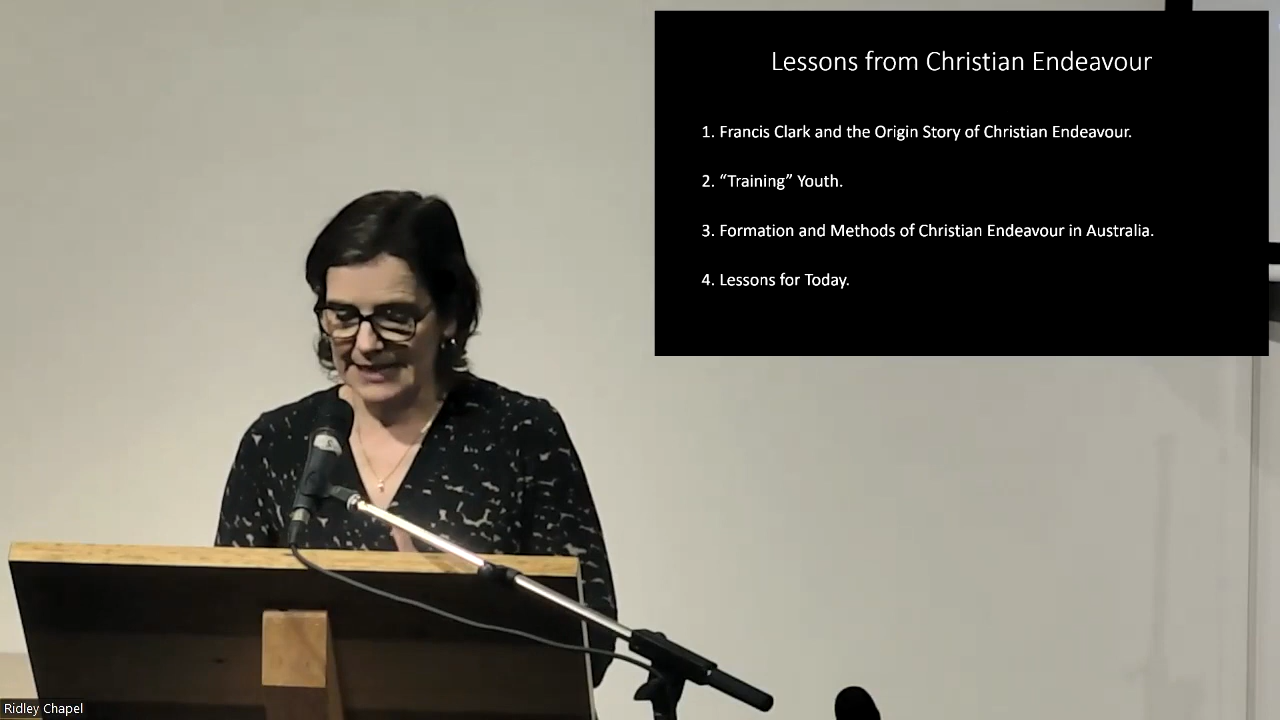 Lessons from Christian Endeavour
1. Francis Clark and the Origin Story of Christian Endeavour.
2. “Training” Youth.
3. Formation and Methods of Christian Endeavour in Australia.
4. Lessons for Today.
Ridley Chapel